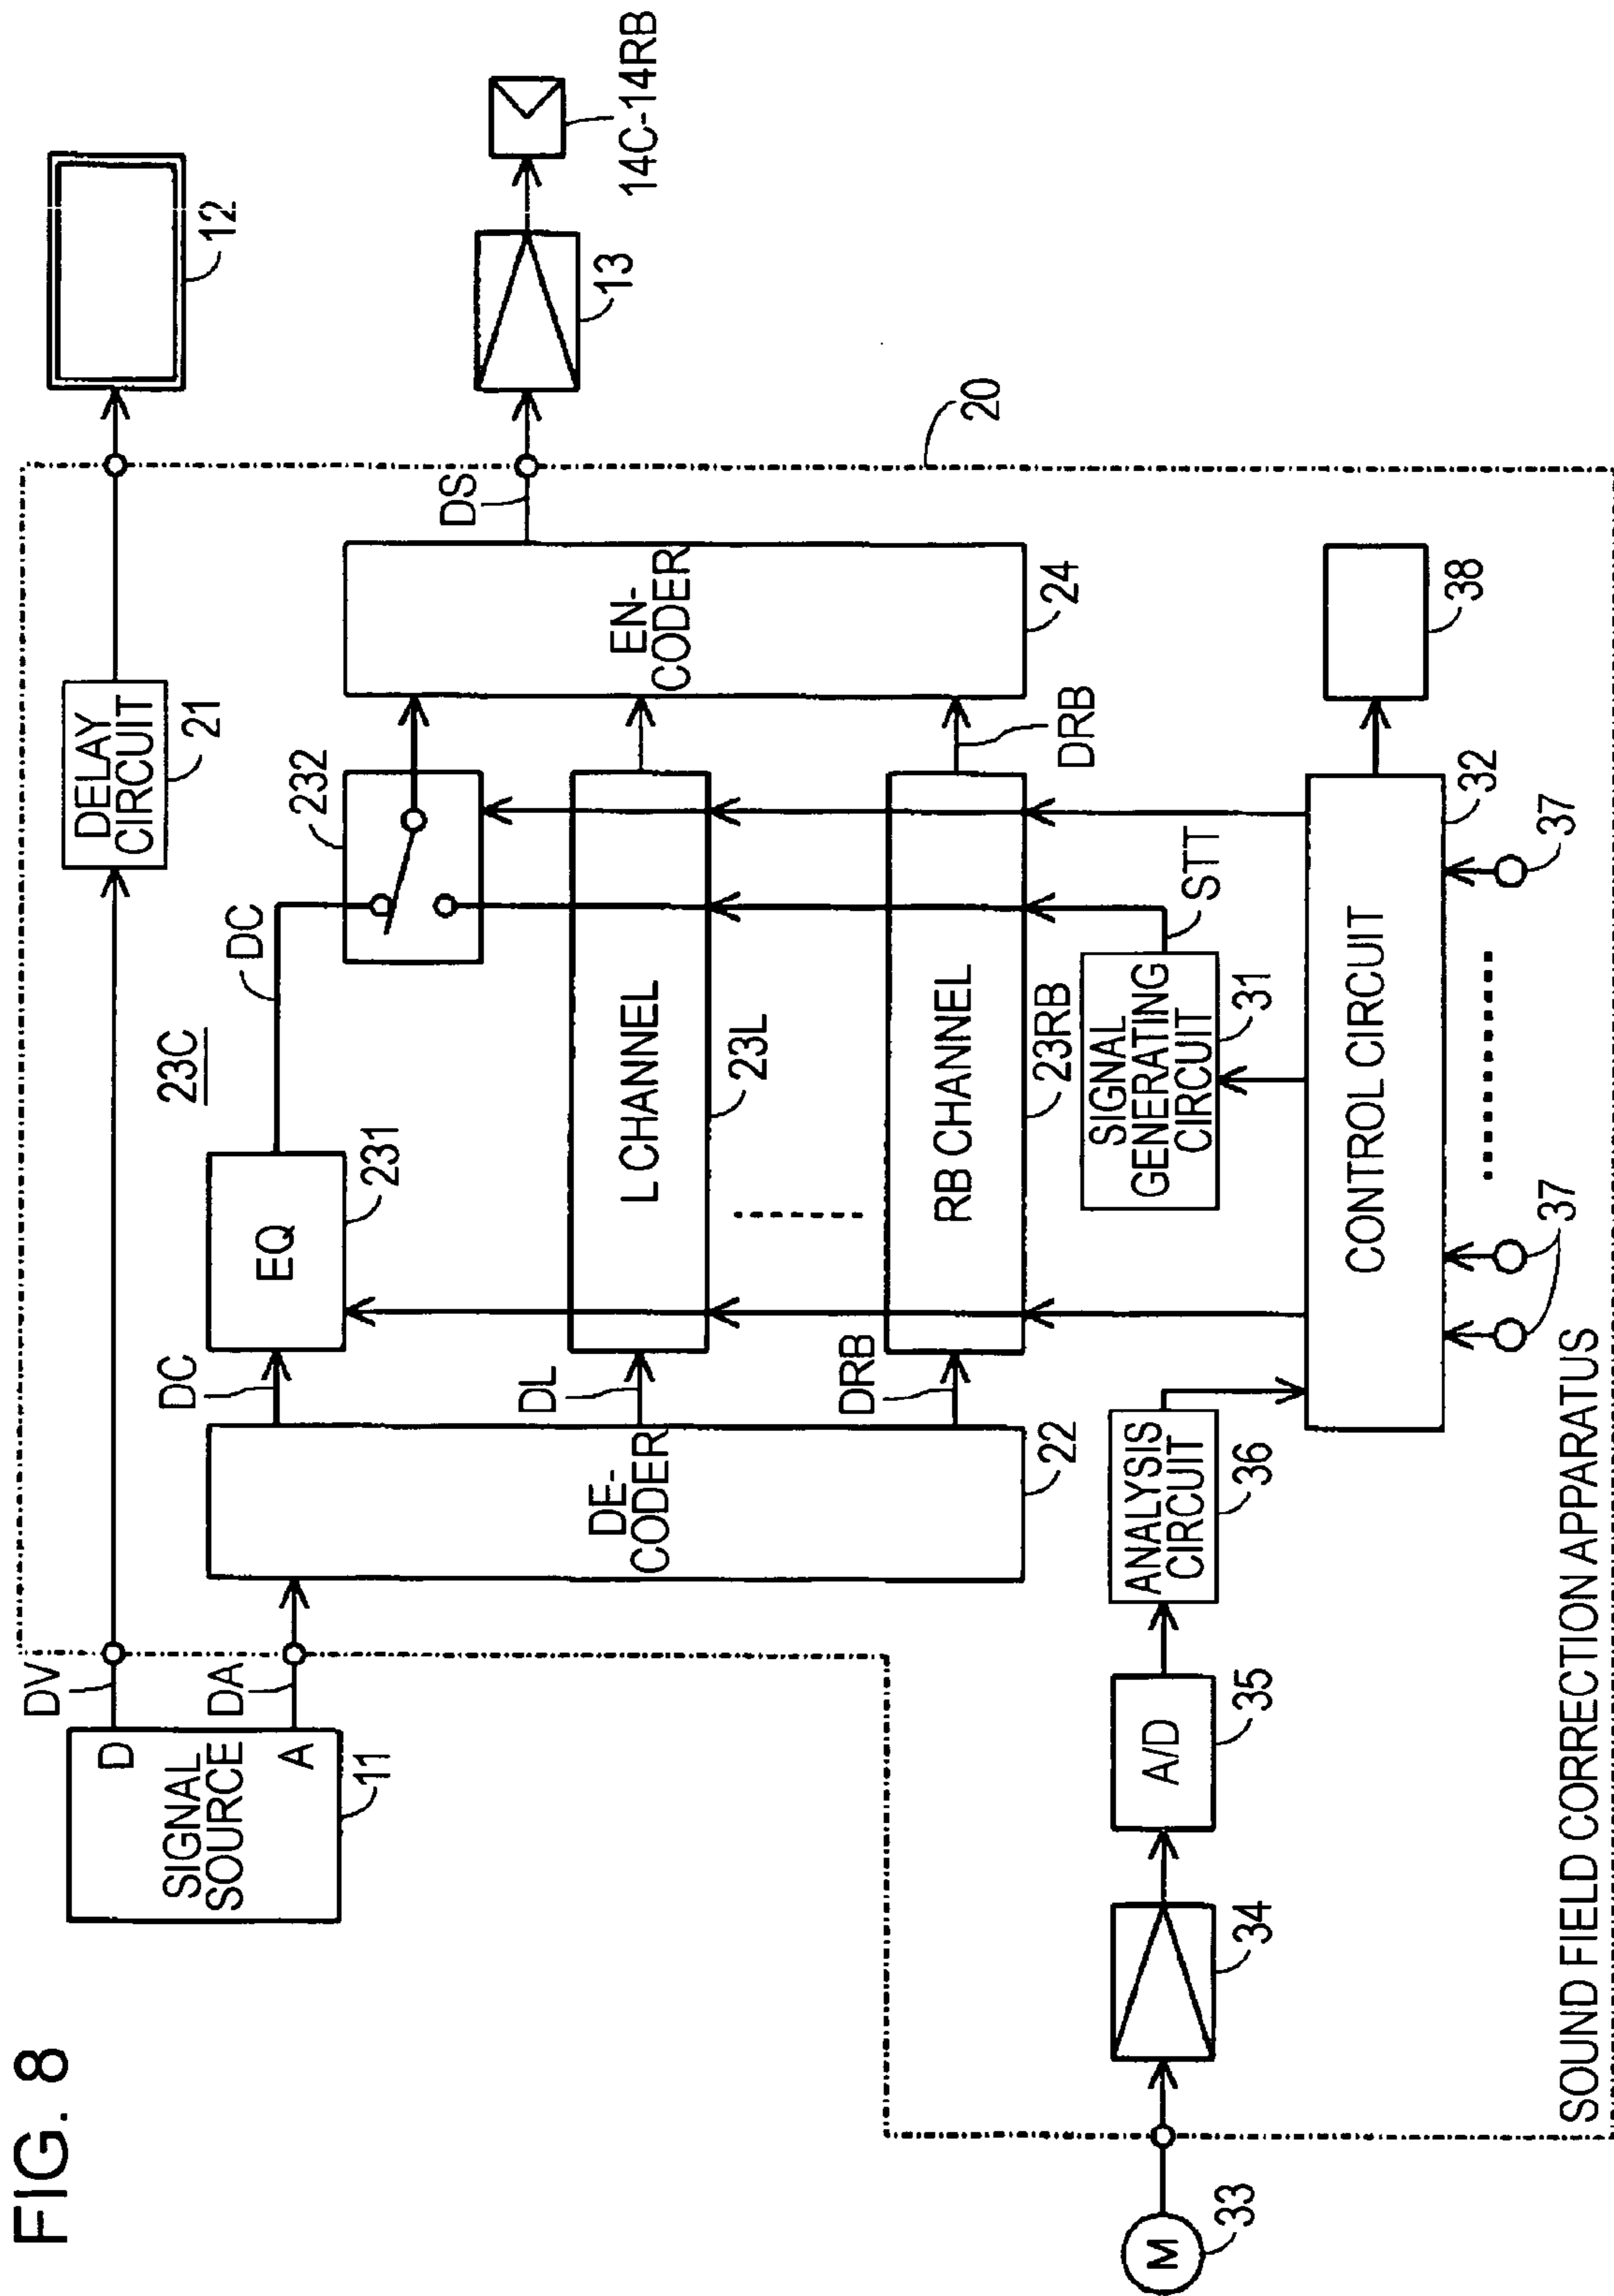 FIG. 8
SIGNAL
SOURCE
D
A
11
DV
DA
DELAY
CIRCUIT
21
12
DE-
CODER
22
DC
DL
DRB
23C
EQ
231
DC
232
L CHANNEL
23L
RB CHANNEL
23RB
DRB
EN-
CODER
24
DS
13
14C-14RB
20
SIGNAL
GENERATING
CIRCUIT
31
STT
M
33
34
A/D
35
ANALYSIS
CIRCUIT
36
CONTROL CIRCUIT
32
37
37
38
SOUND FIELD CORRECTION APPARATUS